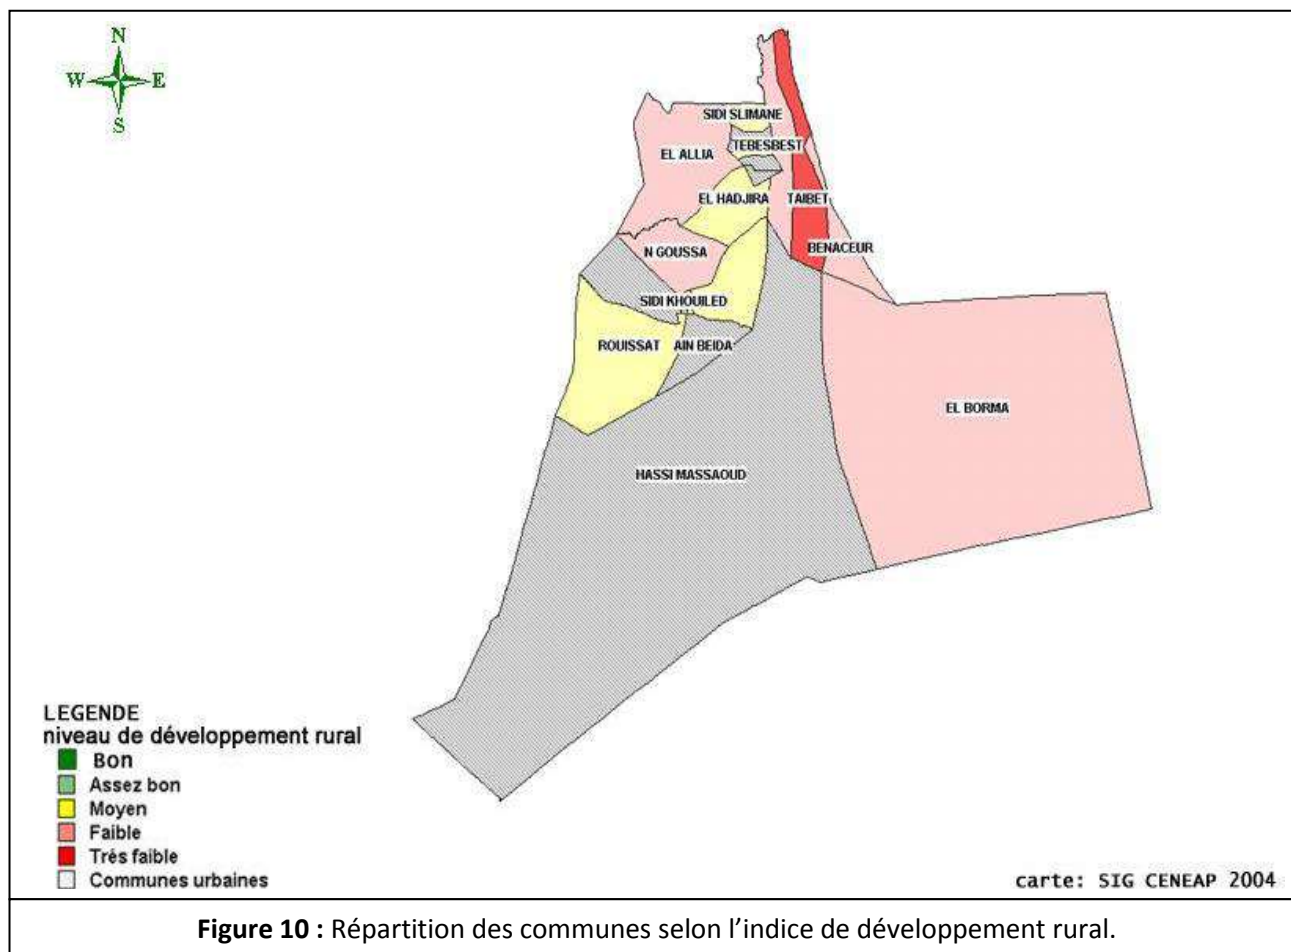 N
W E
S
SIDI SLIMANE
TEBESBEST
EL ALLIA
EL HADJIRA
TAIBET
BENACEUR
N GOUSSA
SIDI KHOUILED
ROUISSAT
AIN BEIDA
EL BORMA
HASSI MASSAOUD
LEGENDE
niveau de développement rural
Bon
Assez bon
Moyen
Faible
Trés faible
Communes urbaines
carte: SIG CENEAP 2004
Figure 10 : Répartition des communes selon l’indice de développement rural.